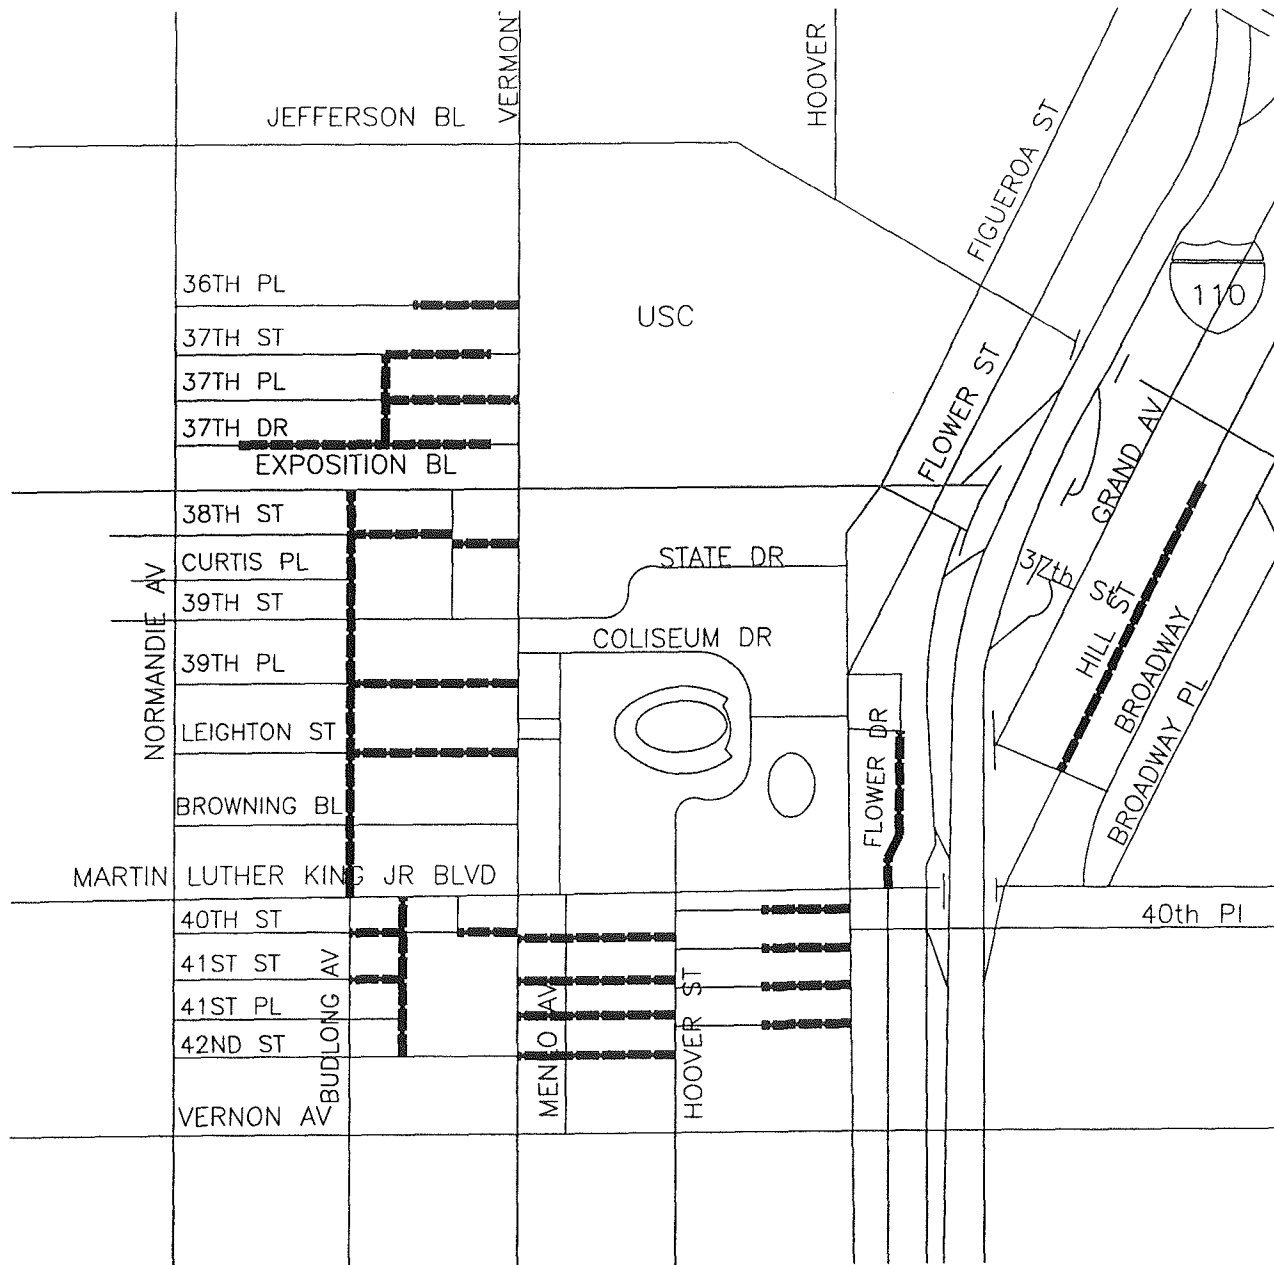 VERMON
HOOVER
JEFFERSON BL
FIGUEROA ST
36TH PL
110
USC
37TH ST
FLOWER ST
37TH PL
GRAND AV
37TH DR
EXPOSITION BL
38TH ST
STATE DR
CURTIS PL
37th St
39TH ST
NORMANDIE AV
COLISEUM DR
HILL ST
39TH PL
BROADWAY
LEIGHTON ST
BROADWAY PL
FLOWER DR
BROWNING BL
MARTIN LUTHER KING JR BLVD
40TH ST
40th Pl
41ST ST
BUDLONG AV
41ST PL
MENLO AV
HOOVER ST
42ND ST
VERNON AV